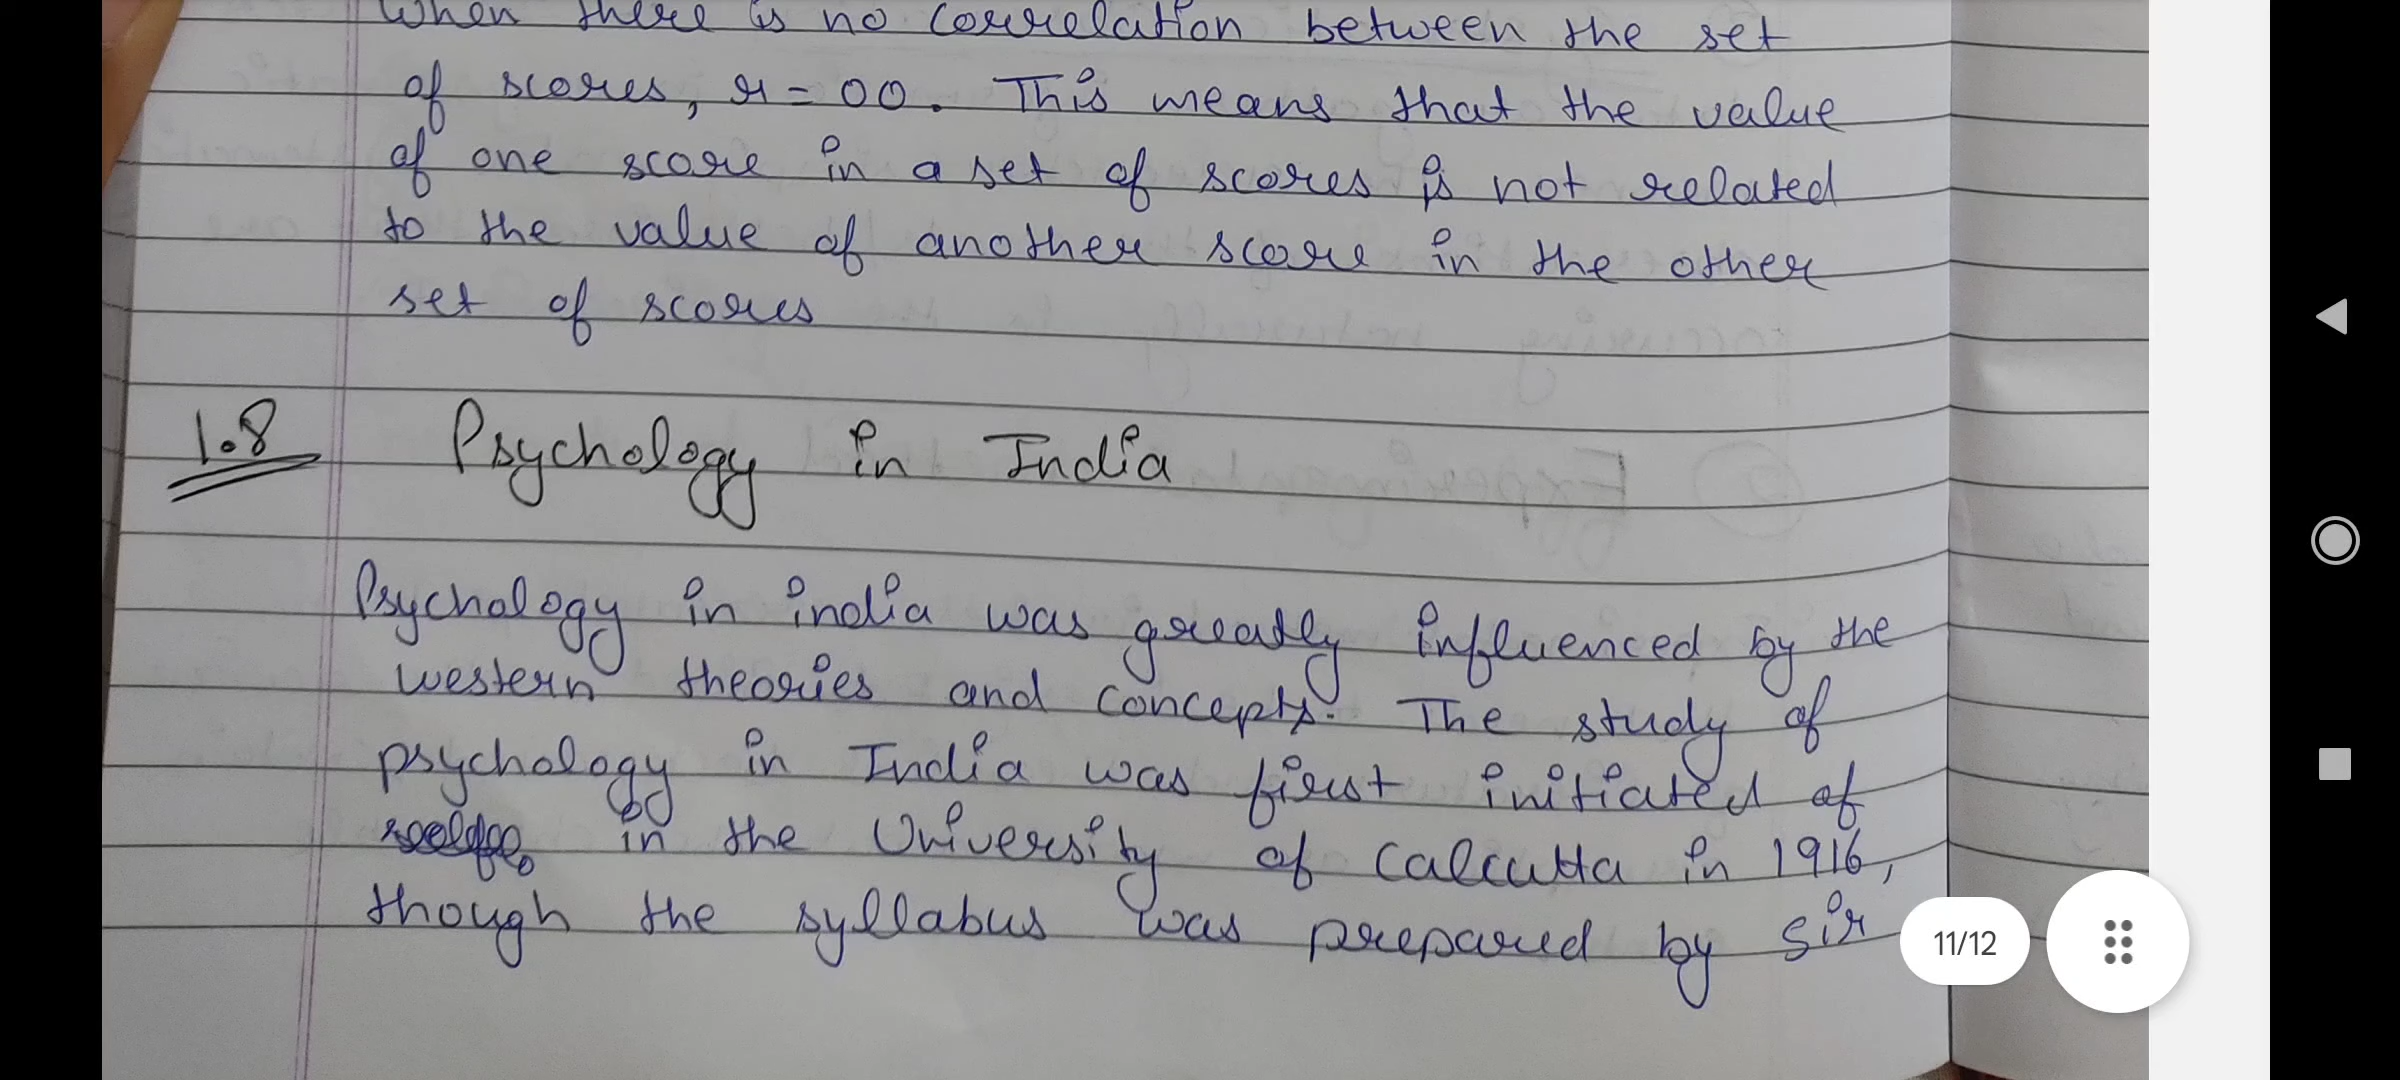 When there is no correlation between the set
of scores, r = 00. This means that the value
of one score in a set of scores is not related
to the value of another score in the other
set of scores
1.8 Psychology in India
Psychology in india was greatly influenced by the
western theories and concepts. The study of
psychology in India was first initiated of
in the University of Calcutta in 1916,
though the syllabus was prepared by sir
11/12